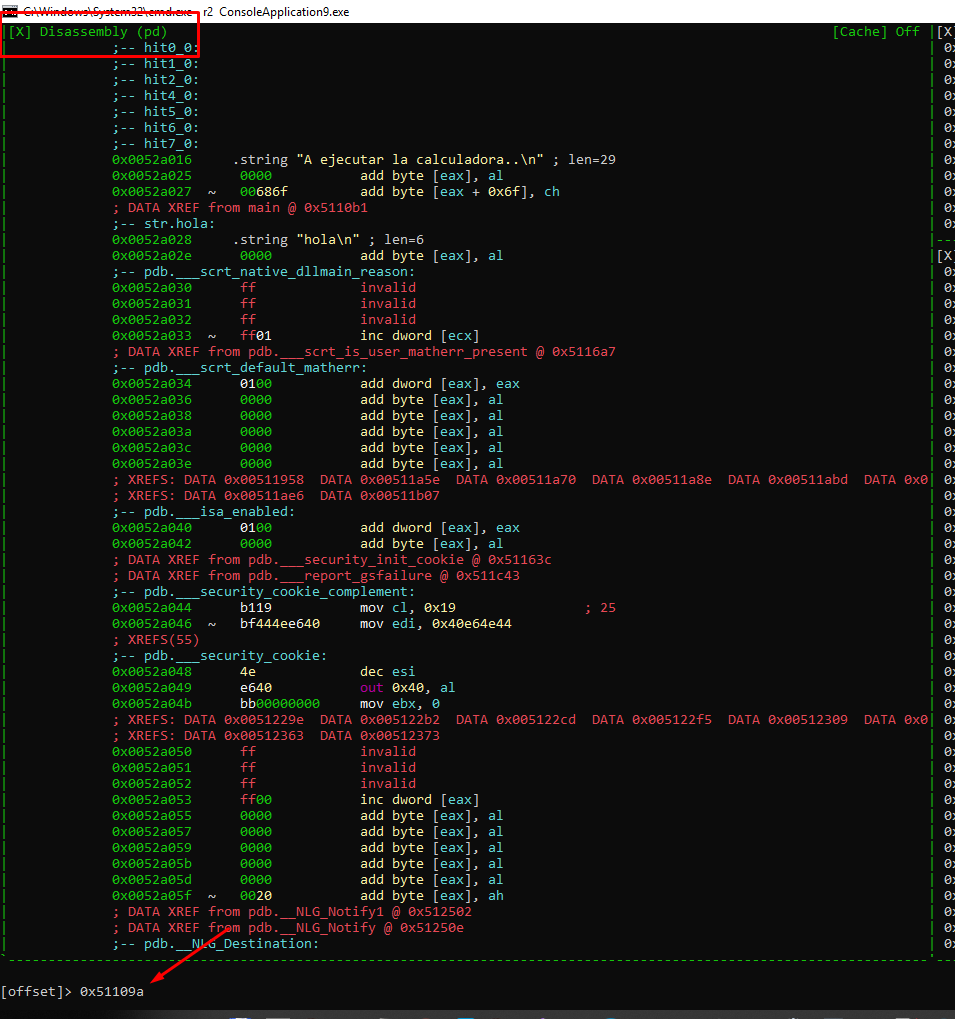 C:\Windows\System32\cmd.exe - r2 ConsoleApplication9.exe
[X] Disassembly (pd) [Cache] Off [X]
;-- hit0_0:
;-- hit1_0:
;-- hit2_0:
;-- hit4_0:
;-- hit5_0:
;-- hit6_0:
;-- hit7_0:
0x0052a016 .string "A ejecutar la calculadora..\n" ; len=29
0x0052a025 0000 add byte [eax], al
0x0052a027 ~ 00686f add byte [eax + 0x6f], ch
; DATA XREF from main @ 0x5110b1
;-- str.hola:
0x0052a028 .string "hola\n" ; len=6
0x0052a02e 0000 add byte [eax], al
;-- pdb.___scrt_native_dllmain_reason:
0x0052a030 ff invalid
0x0052a031 ff invalid
0x0052a032 ff invalid
0x0052a033 ~ ff01 inc dword [ecx]
; DATA XREF from pdb.___scrt_is_user_matherr_present @ 0x5116a7
;-- pdb.___scrt_default_matherr:
0x0052a034 0100 add dword [eax], eax
0x0052a036 0000 add byte [eax], al
0x0052a038 0000 add byte [eax], al
0x0052a03a 0000 add byte [eax], al
0x0052a03c 0000 add byte [eax], al
0x0052a03e 0000 add byte [eax], al
; XREFS: DATA 0x00511958 DATA 0x00511a5e DATA 0x00511a70 DATA 0x00511a8e DATA 0x00511abd DATA 0x0
; XREFS: DATA 0x00511ae6 DATA 0x00511b07
;-- pdb.___isa_enabled:
0x0052a040 0100 add dword [eax], eax
0x0052a042 0000 add byte [eax], al
; DATA XREF from pdb.___security_init_cookie @ 0x51163c
; DATA XREF from pdb.___report_gsfailure @ 0x511c43
;-- pdb.___security_cookie_complement:
0x0052a044 b119 mov cl, 0x19 ; 25
0x0052a046 ~ bf444ee640 mov edi, 0x40e64e44
; XREFS(55)
;-- pdb.___security_cookie:
0x0052a048 4e dec esi
0x0052a049 e640 out 0x40, al
0x0052a04b bb00000000 mov ebx, 0
; XREFS: DATA 0x0051229e DATA 0x005122b2 DATA 0x005122cd DATA 0x005122f5 DATA 0x00512309 DATA 0x0
; XREFS: DATA 0x00512363 DATA 0x00512373
0x0052a050 ff invalid
0x0052a051 ff invalid
0x0052a052 ff invalid
0x0052a053 ff00 inc dword [eax]
0x0052a055 0000 add byte [eax], al
0x0052a057 0000 add byte [eax], al
0x0052a059 0000 add byte [eax], al
0x0052a05b 0000 add byte [eax], al
0x0052a05d 0000 add byte [eax], al
0x0052a05f ~ 0020 add byte [eax], ah
; DATA XREF from pdb.__NLG_Notify1 @ 0x512502
; DATA XREF from pdb.__NLG_Notify @ 0x51250e
;-- pdb.__NLG_Destination:
[offset]> 0x51109a